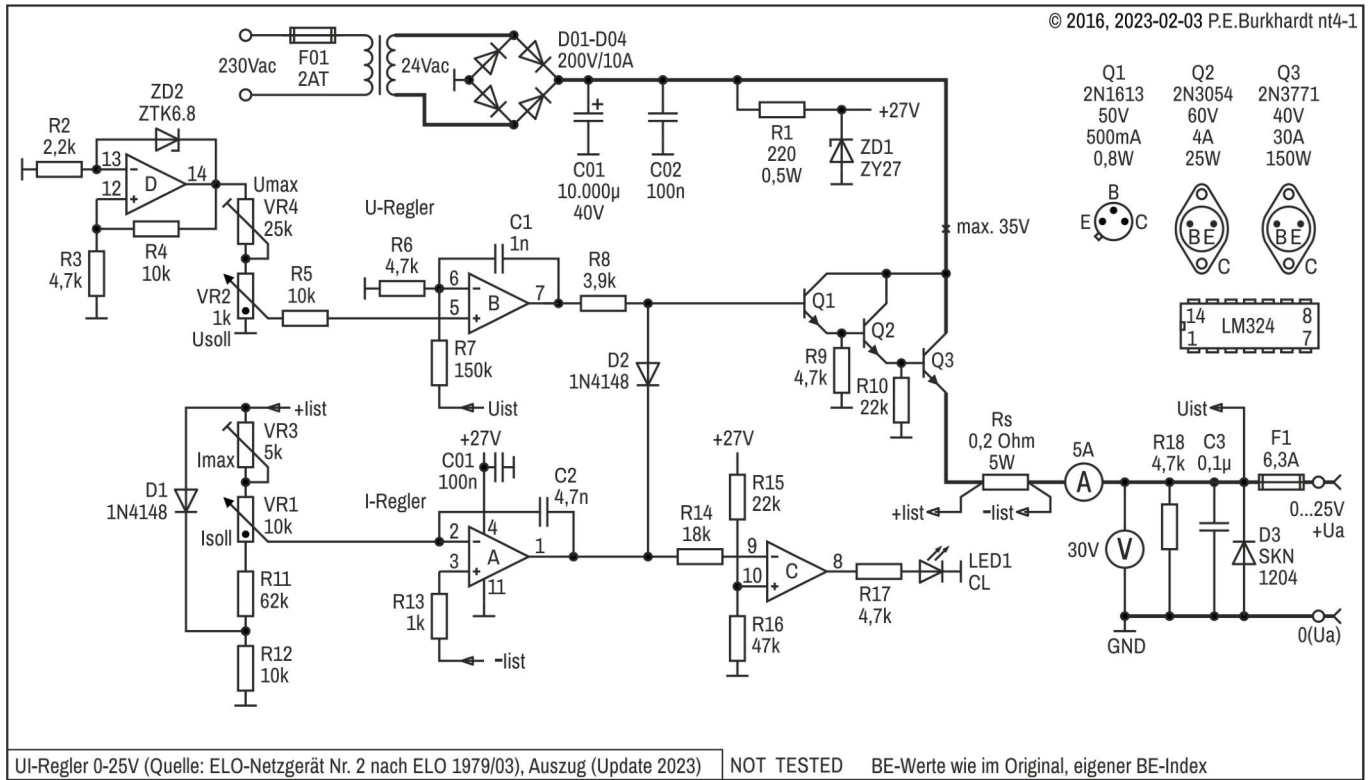 © 2016, 2023-02-03 P.E.Burkhardt nt4-1
230Vac
F01
2AT
24Vac
D01-D04
200V/10A
+
C01
10.000µ
40V
C02
100n
R1
220
0,5W
+27V
ZD1
ZY27
max. 35V
Q1
2N1613
50V
500mA
0,8W
Q2
2N3054
60V
4A
25W
Q3
2N3771
40V
30A
150W
B
E
C
B E
C
B E
C
14
8
LM324
1
7
ZD2
ZTK6.8
R2
2,2k
13
-
D
14
12
+
R4
10k
R3
4,7k
Umax
VR4
25k
VR2
1k
Usoll
R5
10k
U-Regler
R6
4,7k
C1
1n
6
-
B
7
5
+
R7
150k
Uist
R8
3,9k
D2
1N4148
Q1
Q2
Q3
R9
4,7k
R10
22k
+Iist
VR3
5k
Imax
D1
1N4148
VR1
10k
Isoll
R11
62k
R12
10k
I-Regler
+27V
C01
100n
C2
4,7n
2
-
4
A
1
3
+
11
R13
1k
-Iist
R14
18k
+27V
R15
22k
9
-
C
8
10
+
R16
47k
R17
4,7k
LED1
CL
Rs
0,2 Ohm
5W
+Iist
-Iist
5A
A
30V
V
GND
Uist
R18
4,7k
C3
0,1µ
F1
6,3A
D3
SKN
1204
0...25V
+Ua
0(Ua)
UI-Regler 0-25V (Quelle: ELO-Netzgerät Nr. 2 nach ELO 1979/03), Auszug (Update 2023)
NOT TESTED
BE-Werte wie im Original, eigener BE-Index